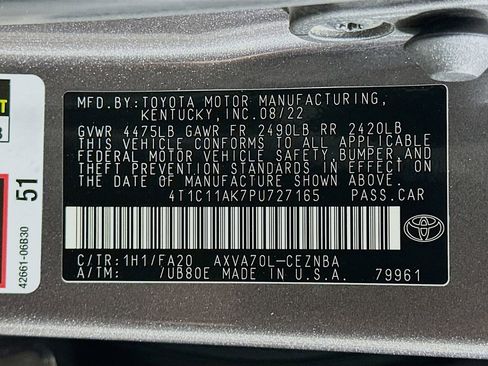 MFD.BY:TOYOTA MOTOR MANUFACTURING,
KENTUCKY, INC.08/22
GVWR 4475LB GAWR FR 2490LB RR 2420LB
THIS VEHICLE CONFORMS TO ALL APPLICABLE
FEDERAL MOTOR VEHICLE SAFETY, BUMPER, AND
THEFT PREVENTION STANDARDS IN EFFECT ON
THE DATE OF MANUFACTURE SHOWN ABOVE.
4T1C11AK7PU727165 PASS.CAR
C/TR:1H1/FA20 AXVA70L-CEZNBA
A/TM: /UB80E MADE IN U.S.A. 79961
51
42661-06B30